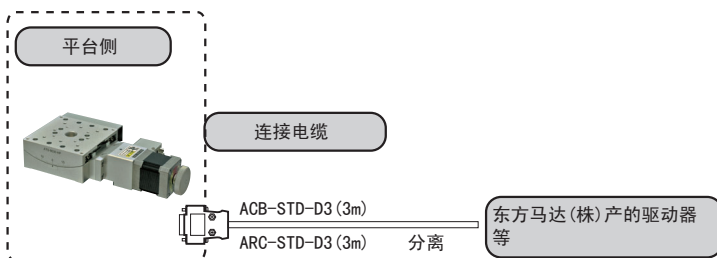 平台侧
连接电缆
ACB-STD-D3(3m)
ARC-STD-D3(3m) 分离
东方马达(株)产的驱动器
等